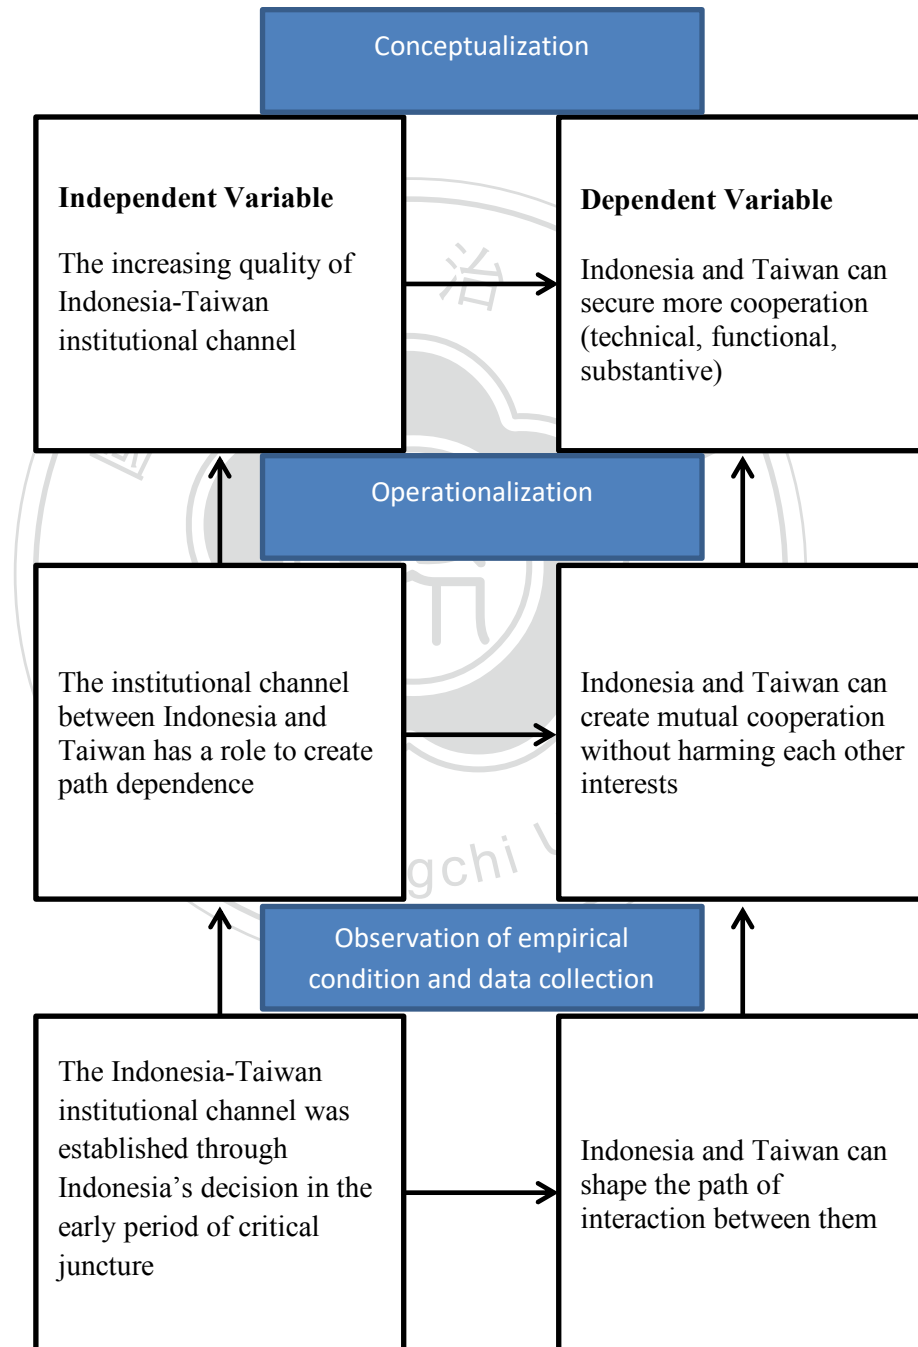 Conceptualization
Independent Variable
The increasing quality of
Indonesia-Taiwan
institutional channel
Dependent Variable
Indonesia and Taiwan can
secure more cooperation
(technical, functional,
substantive)
治
Operationalization
The institutional channel
between Indonesia and
Taiwan has a role to create
path dependence
Indonesia and Taiwan can
create mutual cooperation
without harming each other
interests
gchi U
Observation of empirical
condition and data collection
The Indonesia-Taiwan
institutional channel was
established through
Indonesia’s decision in the
early period of critical
juncture
Indonesia and Taiwan can
shape the path of
interaction between them